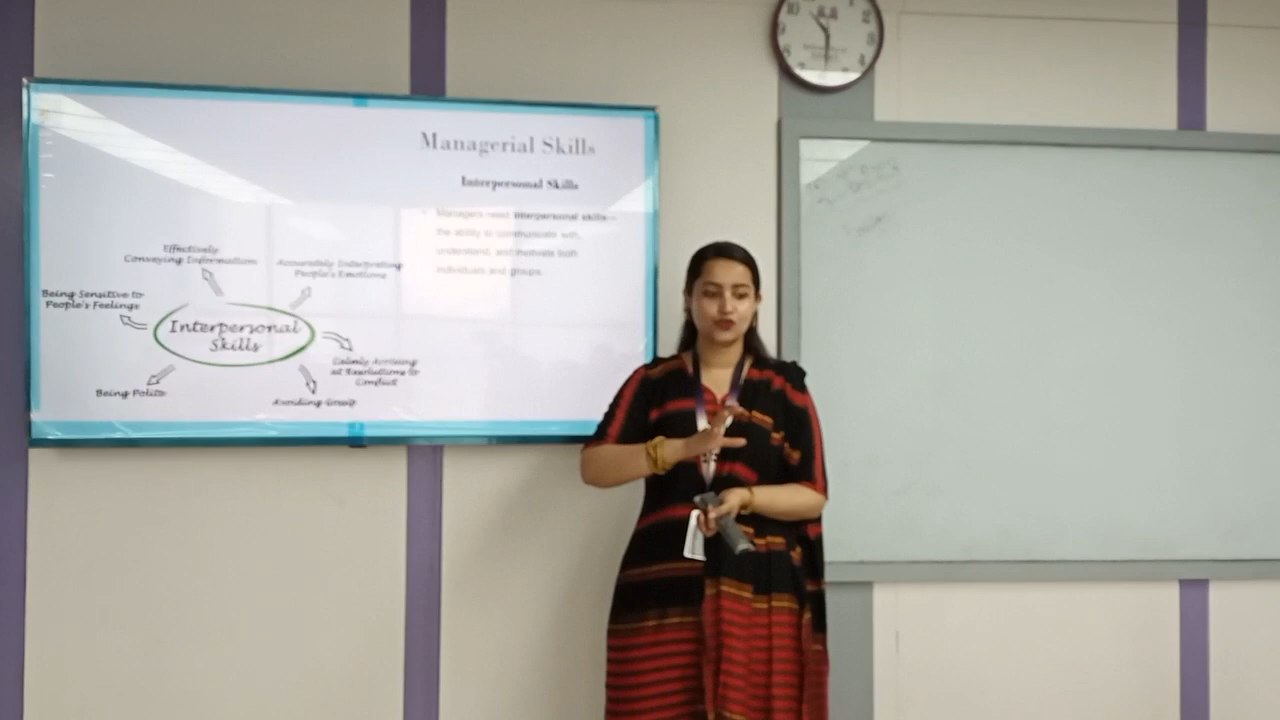 Managerial Skills
Interpersonal Skills
Managers need interpersonal skills—
the ability to communicate with,
understand, and motivate both
individuals and groups.
Effectively
Conveying Information
Accurately Interpreting
People's Emotions
Being Sensitive to
People's Feelings
Interpersonal
Skills
Calmly Arriving
at Resolutions to
Conflict
Being Polite
Avoiding Gossip
10